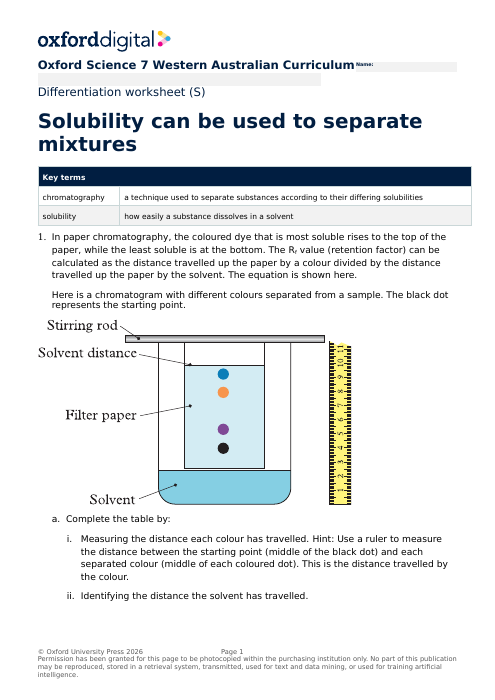 oxforddigital
Oxford Science 7 Western Australian Curriculum Name:
Differentiation worksheet (S)
Solubility can be used to separate
mixtures
Key terms
chromatography a technique used to separate substances according to their differing solubilities
solubility how easily a substance dissolves in a solvent
1. In paper chromatography, the coloured dye that is most soluble rises to the top of the
paper, while the least soluble is at the bottom. The Rf value (retention factor) can be
calculated as the distance travelled up the paper by a colour divided by the distance
travelled up the paper by the solvent. The equation is shown here.
Here is a chromatogram with different colours separated from a sample. The black dot
represents the starting point.
Stirring rod
Solvent distance
Filter paper
Solvent
11
10
9
8
7
6
5
4
3
2
1
a. Complete the table by:
i. Measuring the distance each colour has travelled. Hint: Use a ruler to measure
the distance between the starting point (middle of the black dot) and each
separated colour (middle of each coloured dot). This is the distance travelled by
the colour.
ii. Identifying the distance the solvent has travelled.
© Oxford University Press 2026 Page 1
Permission has been granted for this page to be photocopied within the purchasing institution only. No part of this publication
may be reproduced, stored in a retrieval system, transmitted, used for text and data mining, or used for training artificial
intelligence.